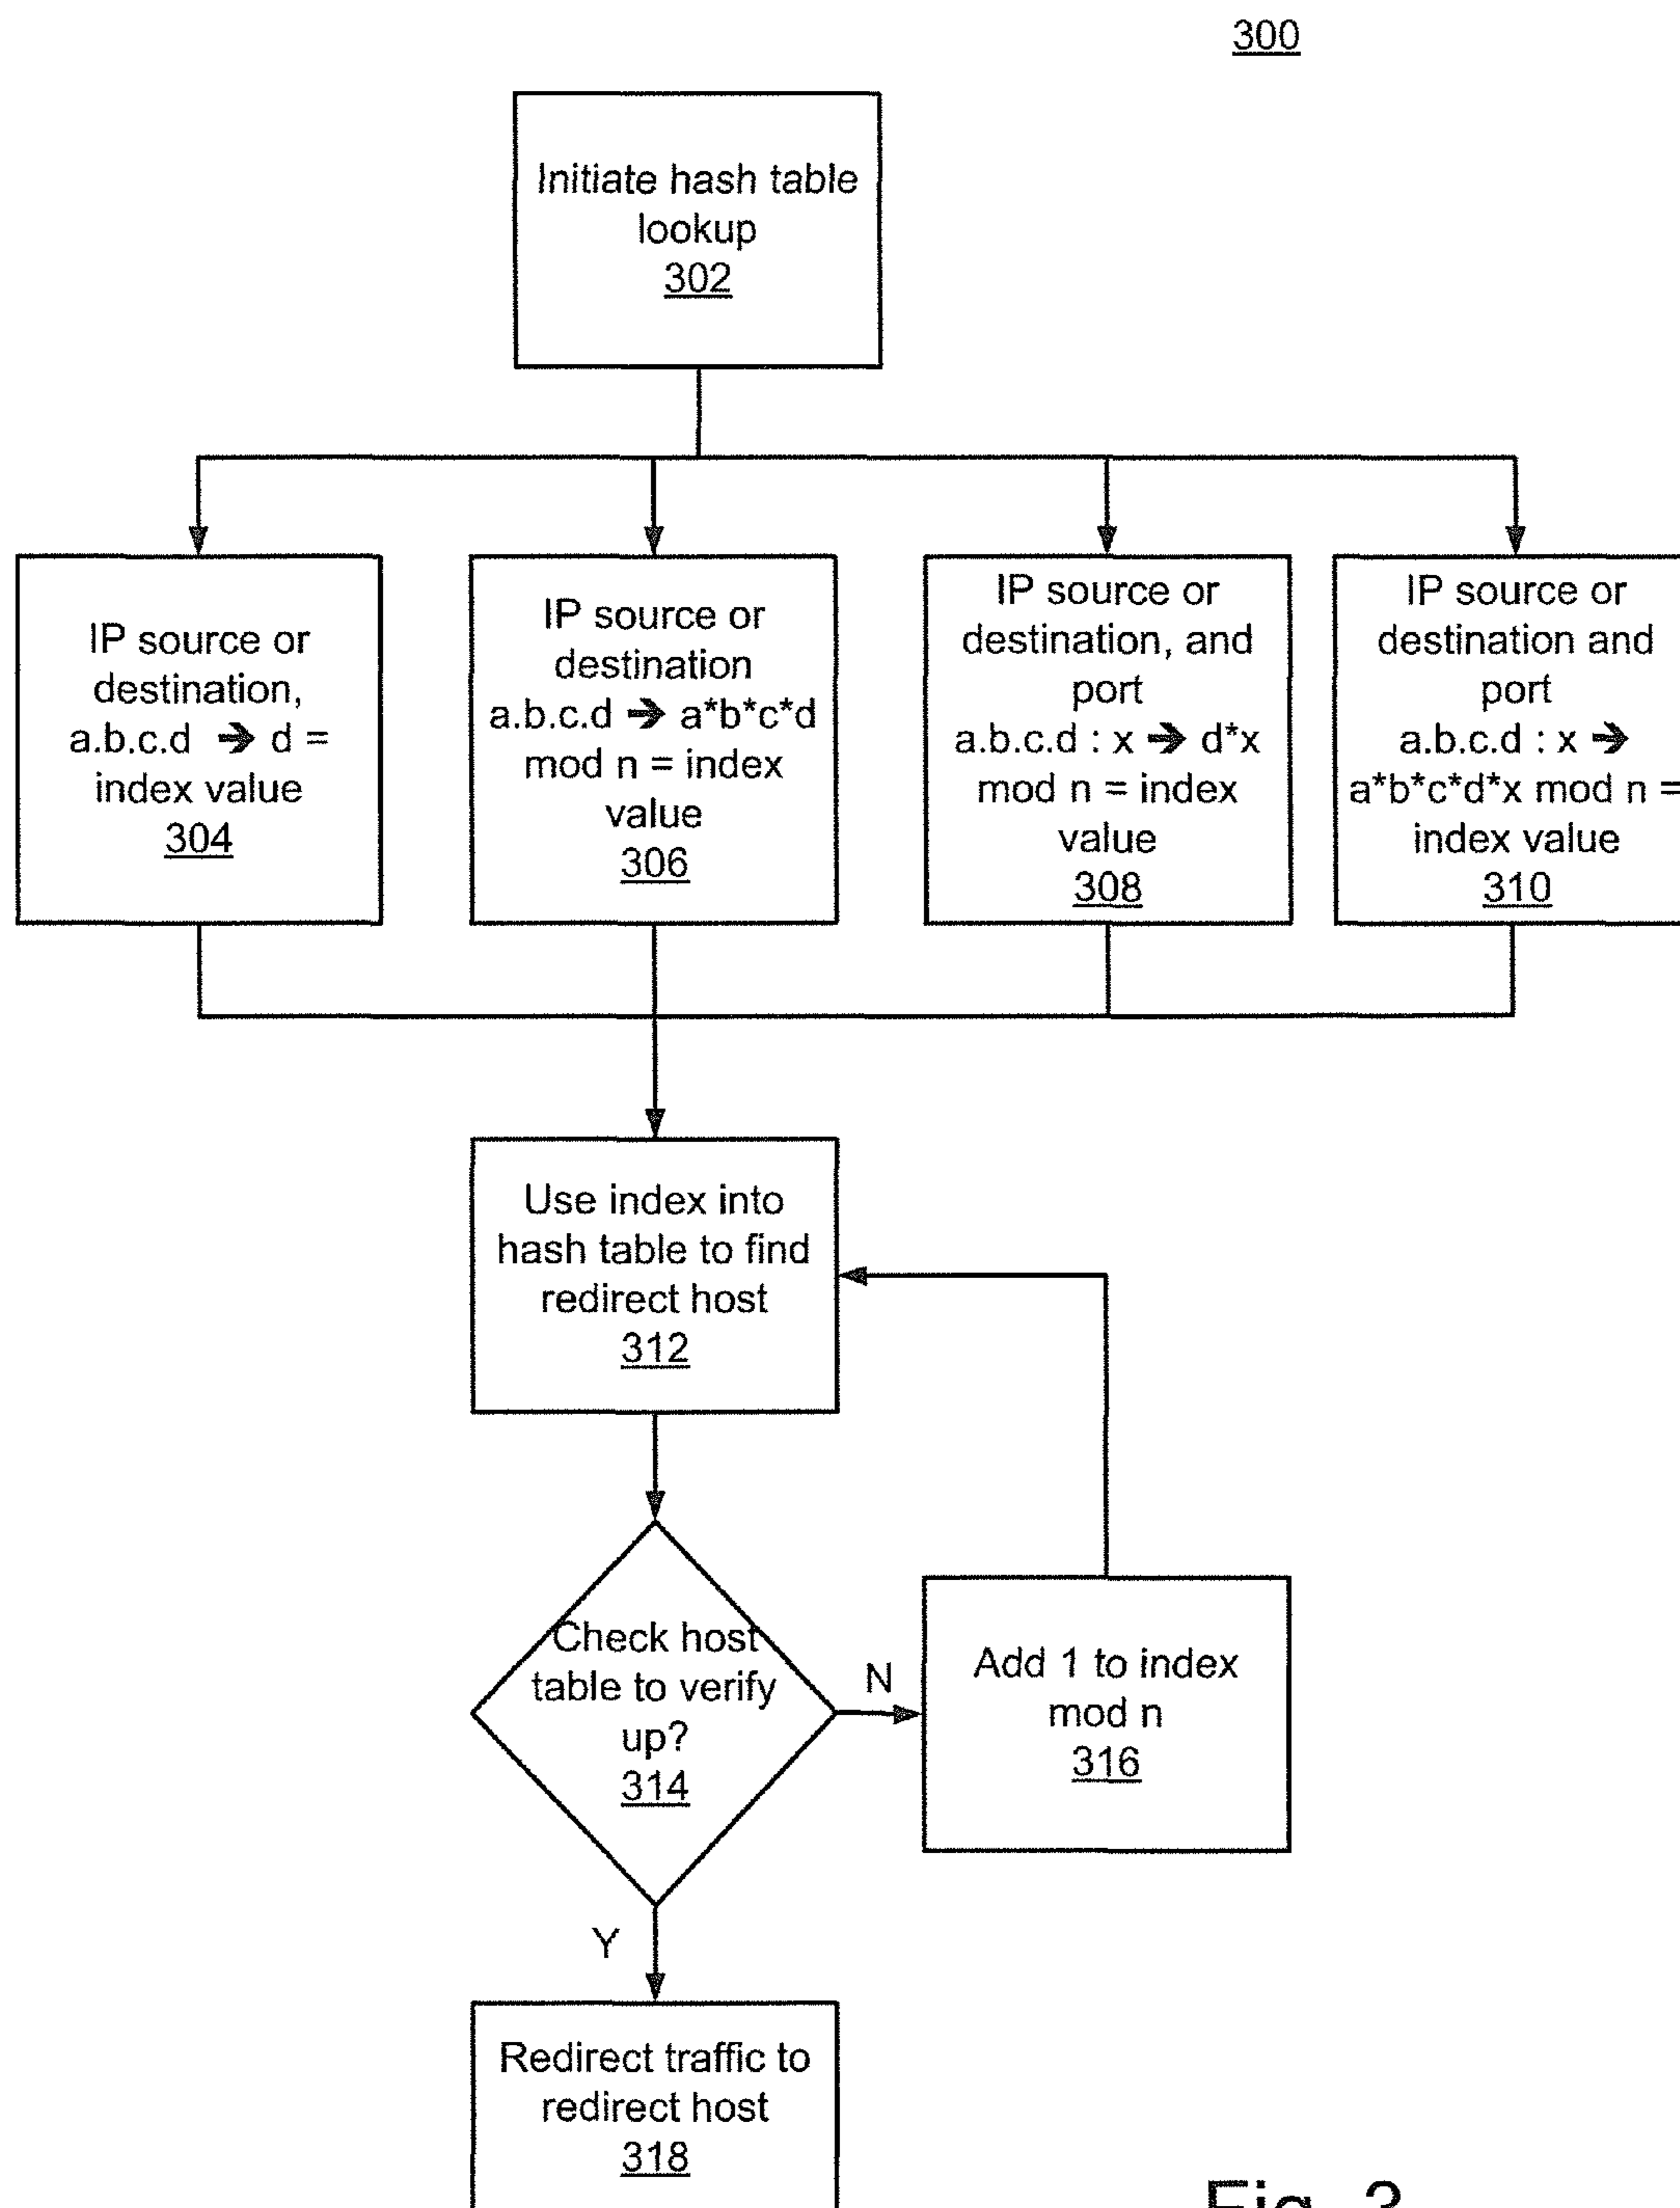 300
Initiate hash table
lookup
302
IP source or
destination,
a.b.c.d ➔ d =
index value
304
IP source or
destination
a.b.c.d ➔ a*b*c*d
mod n = index
value
306
IP source or
destination, and
port
a.b.c.d : x ➔ d*x
mod n = index
value
308
IP source or
destination and
port
a.b.c.d : x ➔
a*b*c*d*x mod n =
index value
310
Use index into
hash table to find
redirect host
312
Check host
table to verify
up?
314
N
Add 1 to index
mod n
316
Y
Redirect traffic to
redirect host
318
Fig. 3